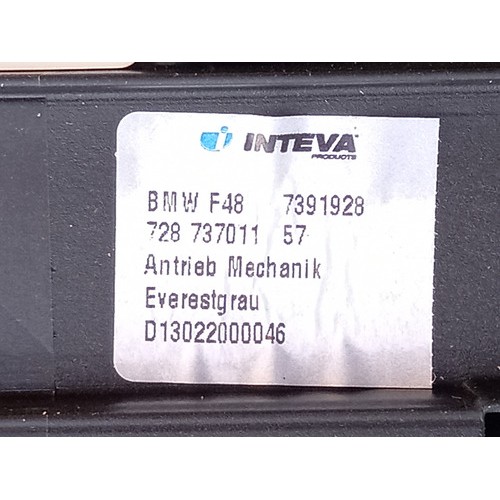 INTEVA
PRODUCTS
BMW F48 7391928
728 737011 57
Antrieb Mechanik
Everestgrau
D13022000046